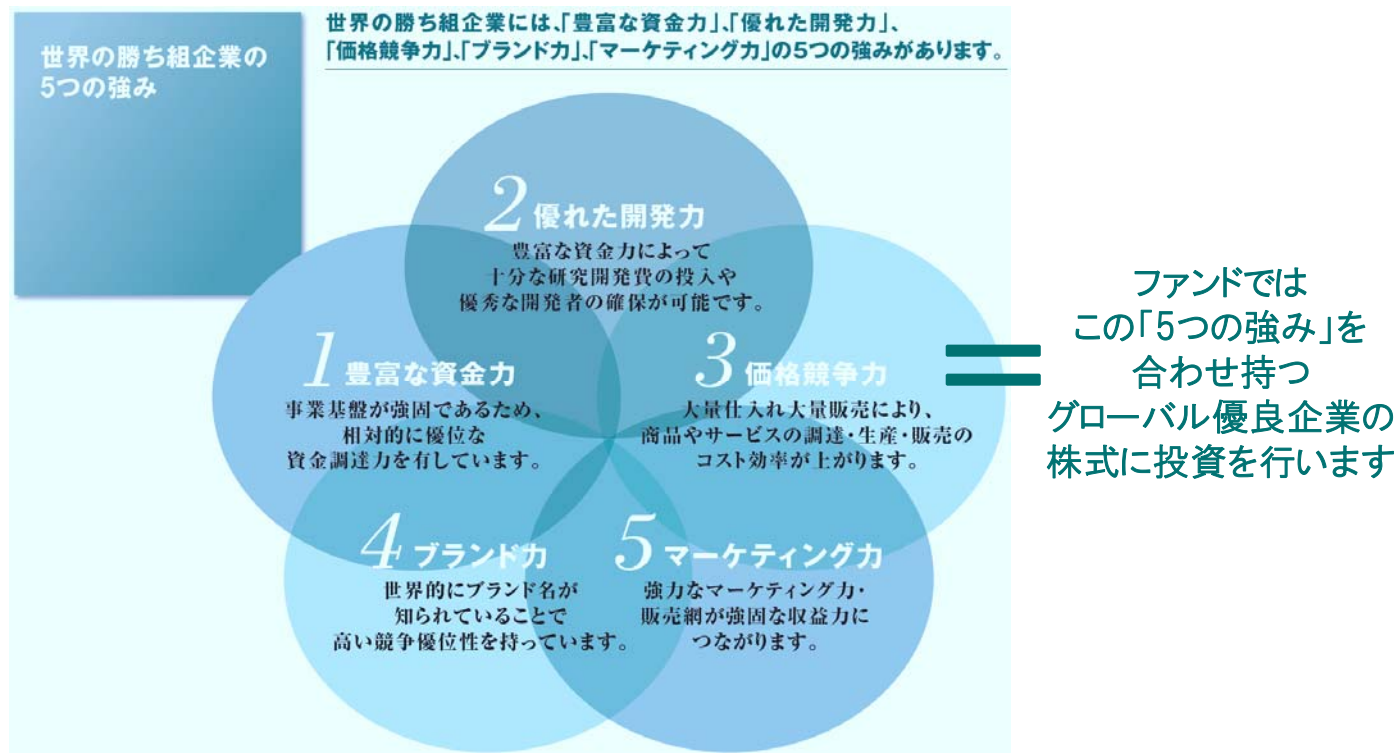 世界の勝ち組企業の
5つの強み
世界の勝ち組企業には、「豊富な資金力」、「優れた開発力」、
「価格競争力」、「ブランド力」、「マーケティング力」の5つの強みがあります。
2 優れた開発力
豊富な資金力によって
十分な研究開発費の投入や
優秀な開発者の確保が可能です。
1 豊富な資金力
事業基盤が強固であるため、
相対的に優位な
資金調達力を有しています。
3 価格競争力
大量仕入れ大量販売により、
商品やサービスの調達・生産・販売の
コスト効率が上がります。
4 ブランド力
世界的にブランド名が
知られていることで
高い競争優位性を持っています。
5 マーケティング力
強力なマーケティング力・
販売網が強固な収益力に
つながります。
=
ファンドでは
この「5つの強み」を
合わせ持つ
グローバル優良企業の
株式に投資を行います